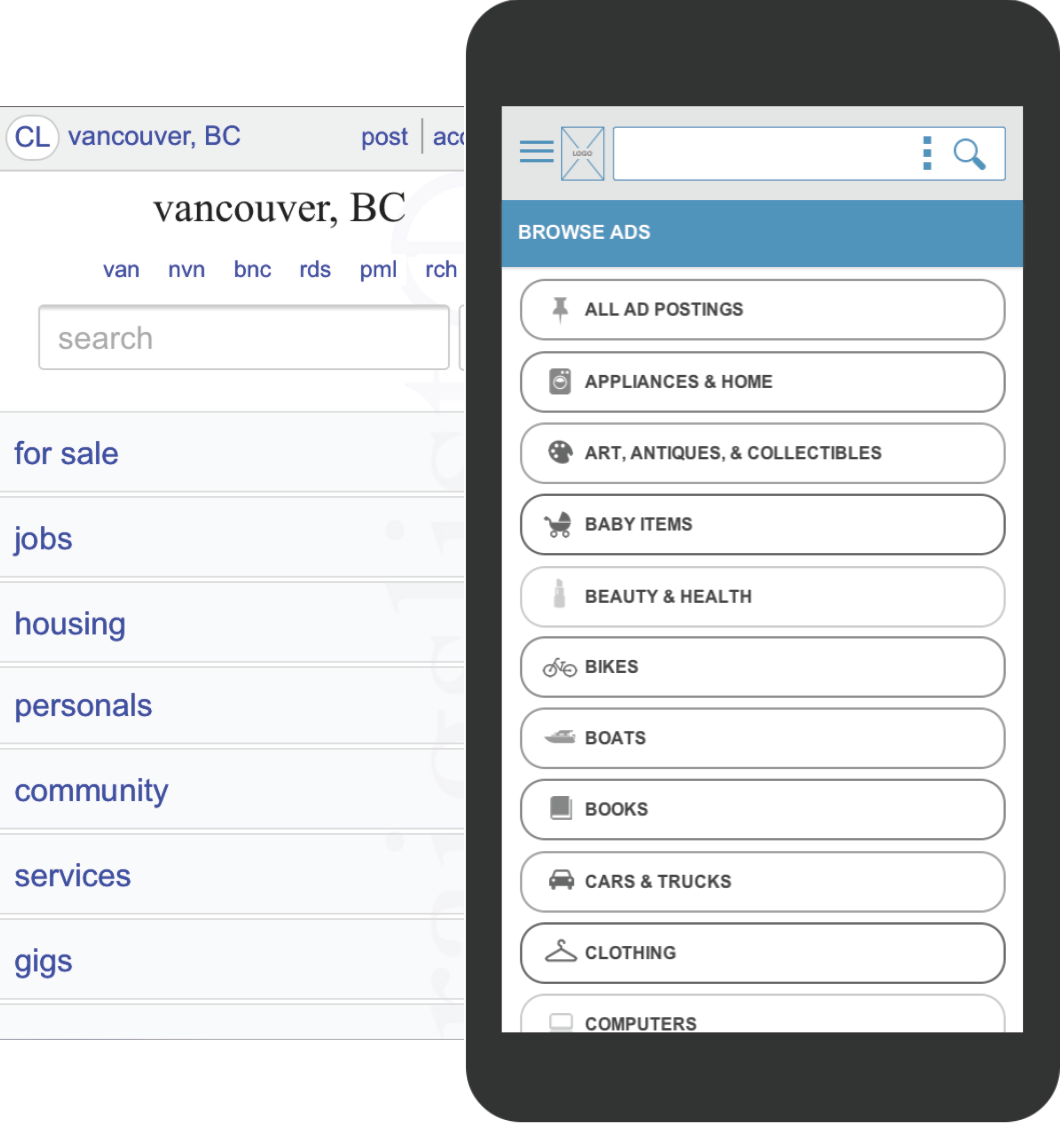 CL vancouver, BC post acc
vancouver, BC
van nvn bnc rds pml rch
search
for sale
jobs
housing
personals
community
services
gigs
LOGO
BROWSE ADS
ALL AD POSTINGS
APPLIANCES & HOME
ART, ANTIQUES, & COLLECTIBLES
BABY ITEMS
BEAUTY & HEALTH
BIKES
BOATS
BOOKS
CARS & TRUCKS
CLOTHING
COMPUTERS